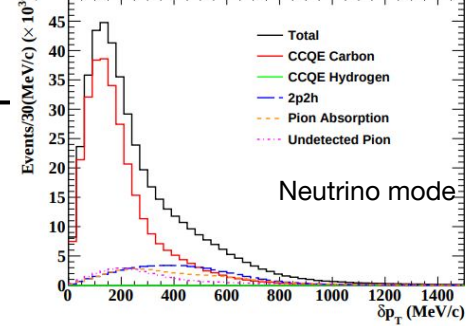 Events/30(MeV/c) (× 10³
45
40
35
30
25
20
15
10
5
0
Total
CCQE Carbon
CCQE Hydrogen
2p2h
Pion Absorption
Undetected Pion
Neutrino mode
0 200 400 600 800 1000 1200 1400
δp_T (MeV/c)